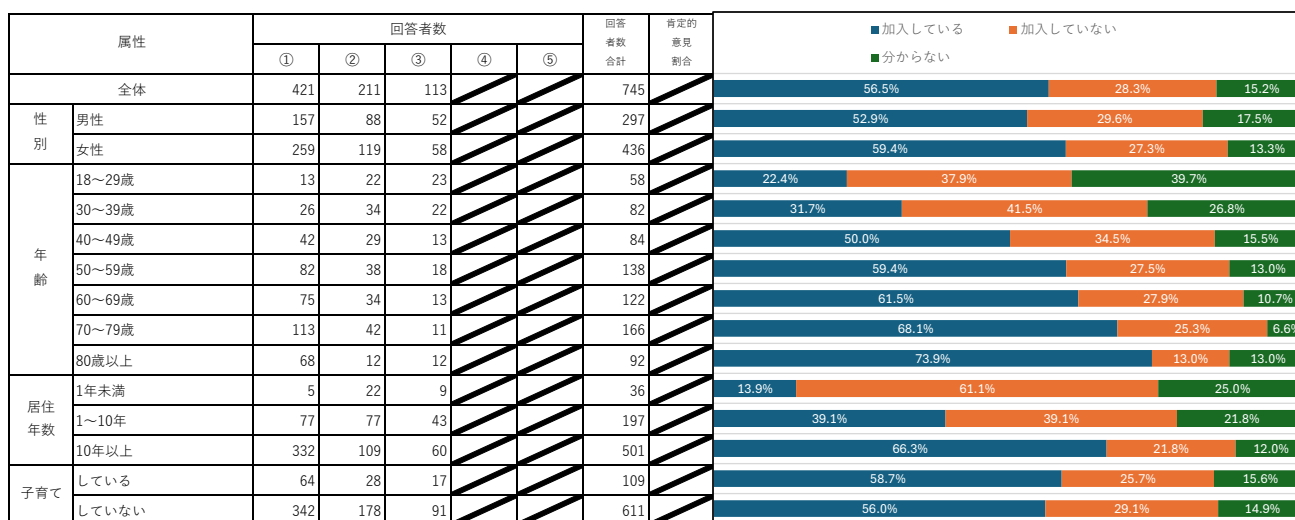 属性 回答者数 回答者数合計 肯定的意見割合
① ② ③ ④ ⑤
■加入している ■加入していない
■分からない
全体 421 211 113 745 56.5% 28.3% 15.2%
性別 男性 157 88 52 297 52.9% 29.6% 17.5%
女性 259 119 58 436 59.4% 27.3% 13.3%
年齢 18～29歳 13 22 23 58 22.4% 37.9% 39.7%
30～39歳 26 34 22 82 31.7% 41.5% 26.8%
40～49歳 42 29 13 84 50.0% 34.5% 15.5%
50～59歳 82 38 18 138 59.4% 27.5% 13.0%
60～69歳 75 34 13 122 61.5% 27.9% 10.7%
70～79歳 113 42 11 166 68.1% 25.3% 6.6%
80歳以上 68 12 12 92 73.9% 13.0% 13.0%
居住年数 1年未満 5 22 9 36 13.9% 61.1% 25.0%
1～10年 77 77 43 197 39.1% 39.1% 21.8%
10年以上 332 109 60 501 66.3% 21.8% 12.0%
子育て している 64 28 17 109 58.7% 25.7% 15.6%
していない 342 178 91 611 56.0% 29.1% 14.9%